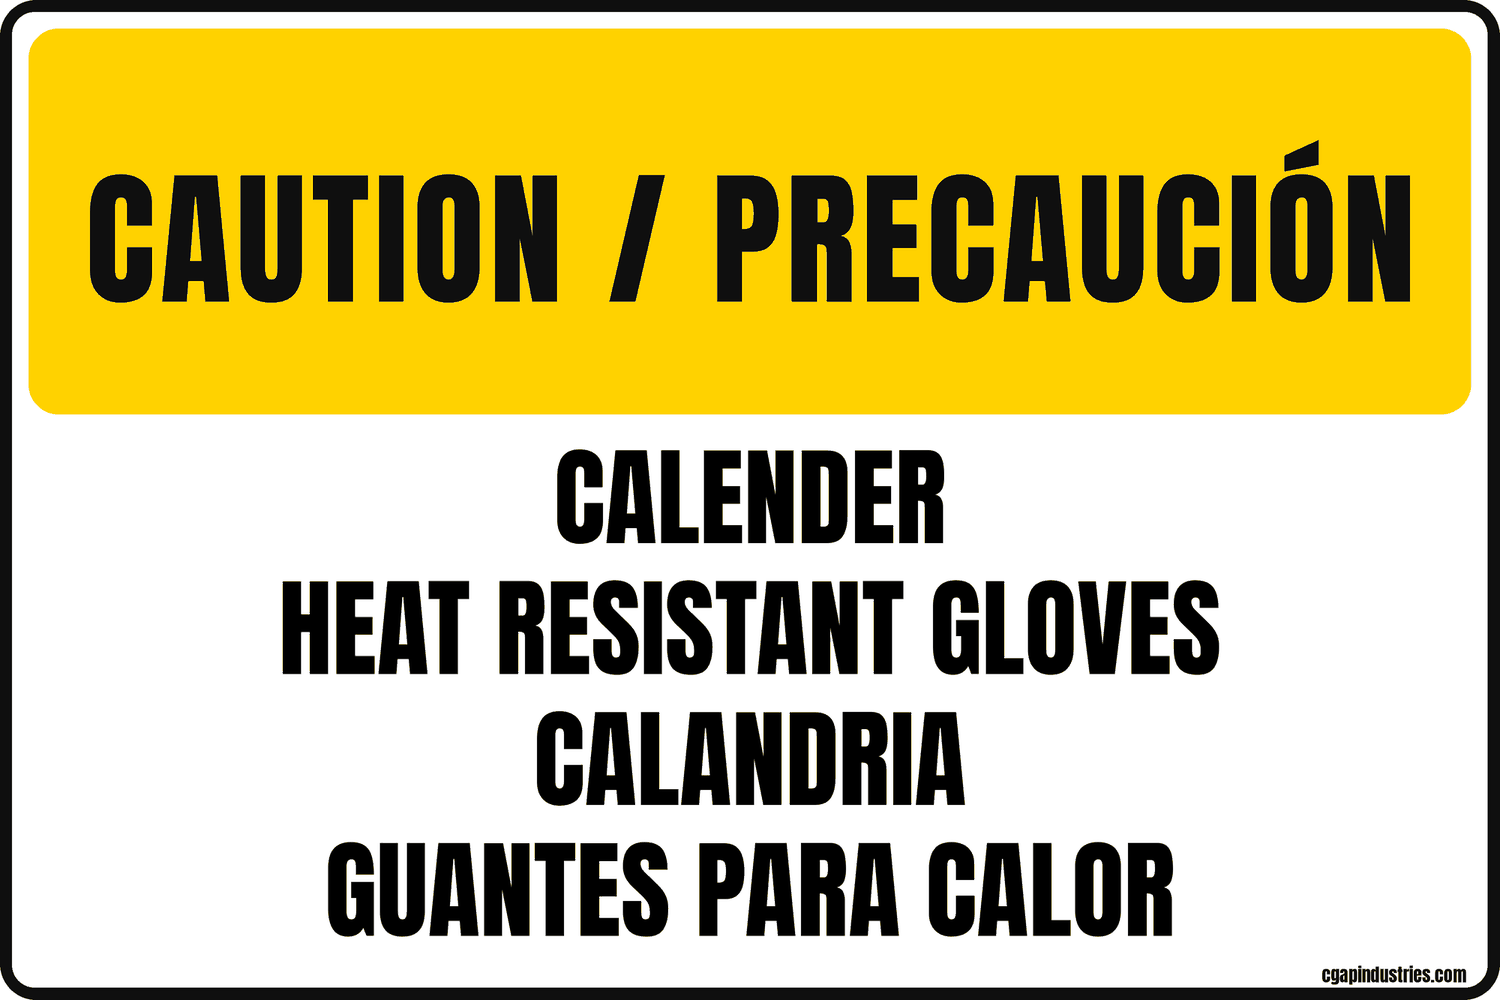 CAUTION / PRECAUCIÓN
CALENDER
HEAT RESISTANT GLOVES
CALANDRIA
GUANTES PARA CALOR
cgapindustries.com